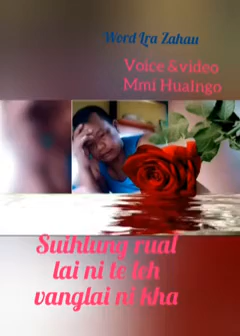 Word Lra Zahau
Voice & video
Mmi Hualngo
Suihlung rual
lai ni te leh
vanglai ni kha